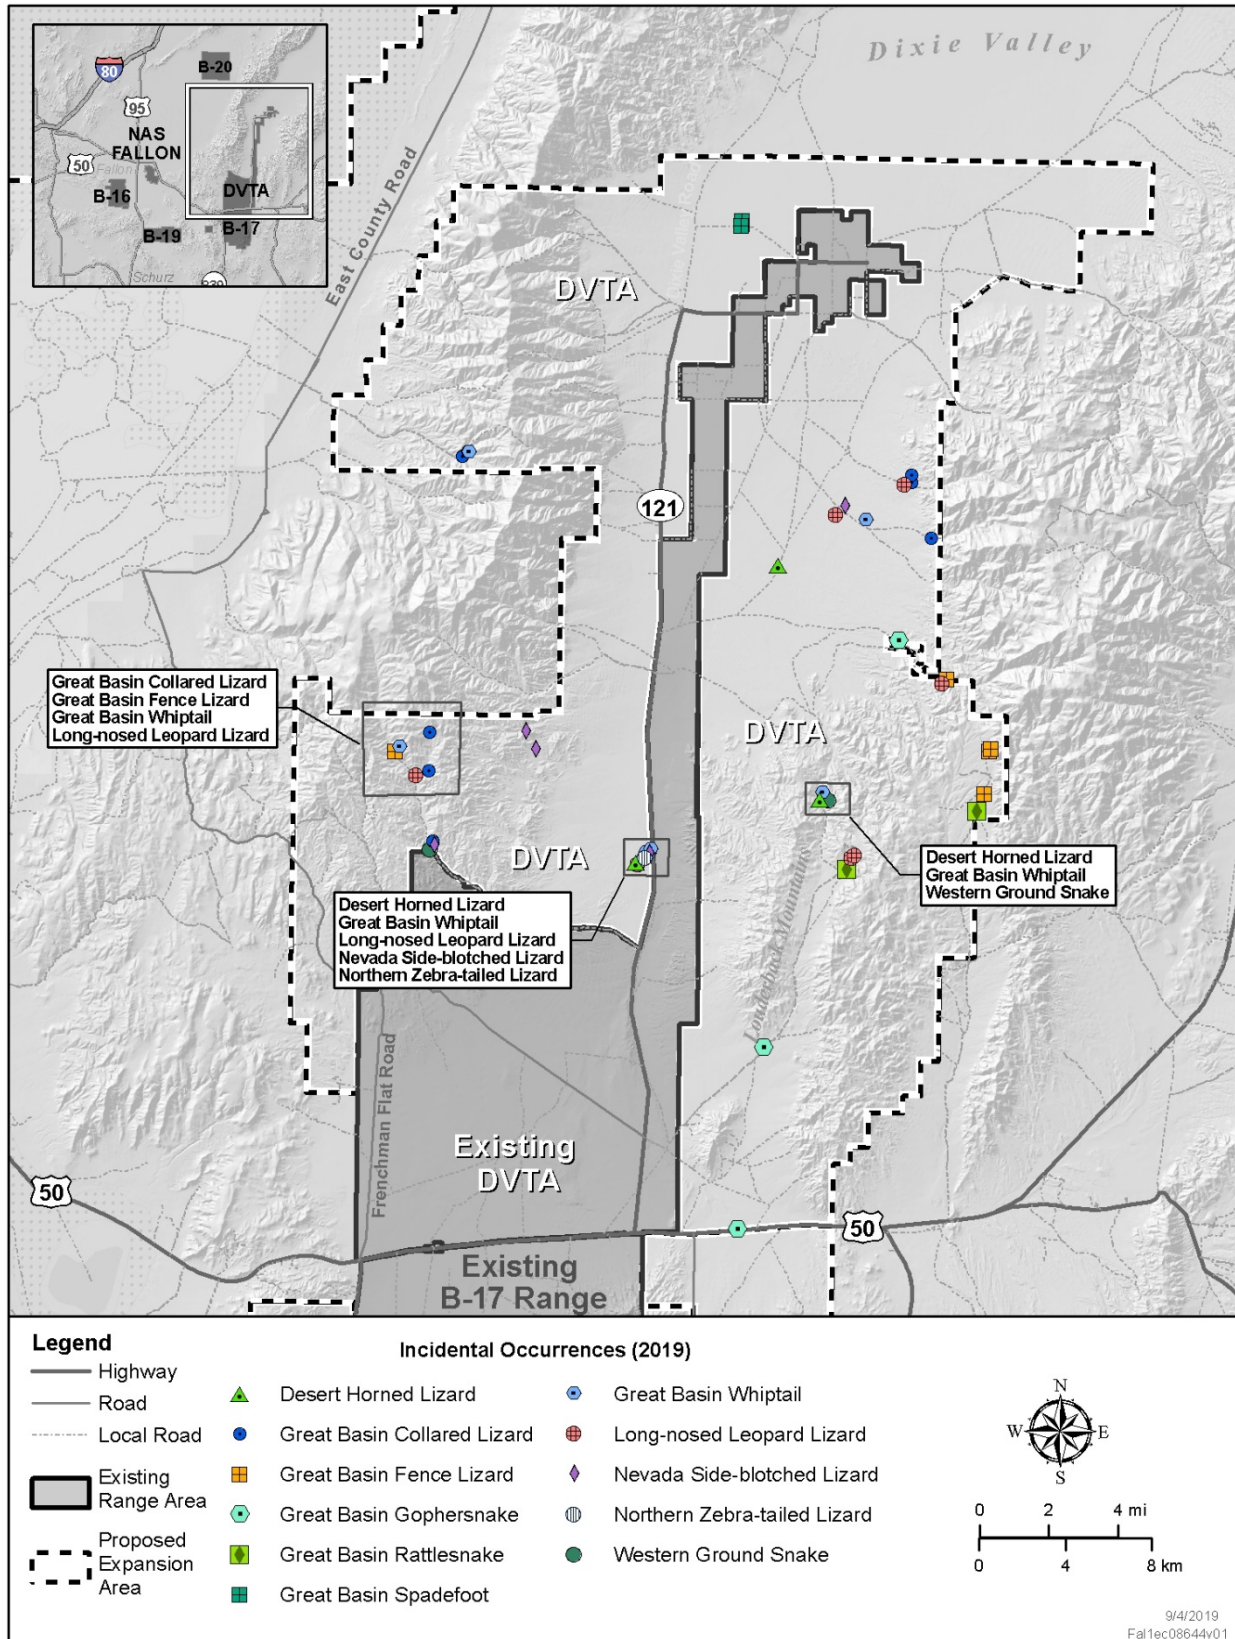 Dixie Valley
80
B-20
95
NAS
FALLON
50
Fallon
B-16
DVTA
B-19
B-17
Schurz
839
East County Road
DVTA
121
Great Basin Collared Lizard
Great Basin Fence Lizard
Great Basin Whiptail
Long-nosed Leopard Lizard
DVTA
DVTA
Desert Horned Lizard
Great Basin Whiptail
Western Ground Snake
Desert Horned Lizard
Great Basin Whiptail
Long-nosed Leopard Lizard
Nevada Side-blotched Lizard
Northern Zebra-tailed Lizard
Louderback Mountains
Frenchman Flat Road
Existing
DVTA
50
50
Existing
B-17 Range
Legend
Highway
Road
Local Road
Existing
Range Area
Proposed
Expansion
Area
Incidental Occurrences (2019)
Desert Horned Lizard
Great Basin Collared Lizard
Great Basin Fence Lizard
Great Basin Gophersnake
Great Basin Rattlesnake
Great Basin Spadefoot
Great Basin Whiptail
Long-nosed Leopard Lizard
Nevada Side-blotched Lizard
Northern Zebra-tailed Lizard
Western Ground Snake
N
W E
S
0 2 4 mi
0 4 8 km
9/4/2019
Fal1ec08644v01